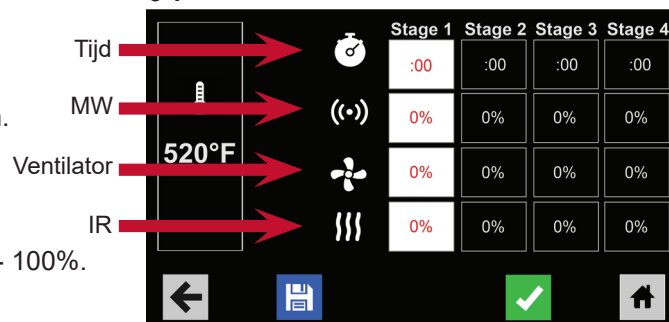 Stage 1 Stage 2 Stage 3 Stage 4
Tijd :00 :00 :00 :00
MW 0% 0% 0% 0%
520°F
Ventilator 0% 0% 0% 0%
IR 0% 0% 0% 0%
100%.